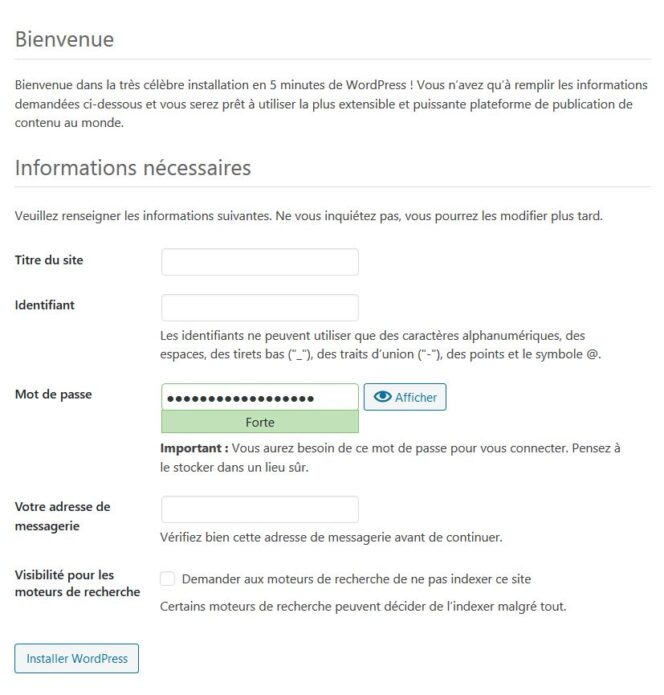 Bienvenue
Bienvenue dans la très célèbre installation en 5 minutes de WordPress ! Vous n’avez qu’à remplir les informations
demandées ci-dessous et vous serez prêt à utiliser la plus extensible et puissante plateforme de publication de
contenu au monde.
Informations nécessaires
Veuillez renseigner les informations suivantes. Ne vous inquiétez pas, vous pourrez les modifier plus tard.
Titre du site
Identifiant
Les identifiants ne peuvent utiliser que des caractères alphanumériques, des
espaces, des tirets bas ("_"), des traits d’union ("-"), des points et le symbole @.
Mot de passe
●●●●●●●●●●●●●●●●●● Afficher
Forte
Important : Vous aurez besoin de ce mot de passe pour vous connecter. Pensez à
le stocker dans un lieu sûr.
Votre adresse de
messagerie
Vérifiez bien cette adresse de messagerie avant de continuer.
Visibilité pour les
moteurs de recherche
Demander aux moteurs de recherche de ne pas indexer ce site
Certains moteurs de recherche peuvent décider de l’indexer malgré tout.
Installer WordPress